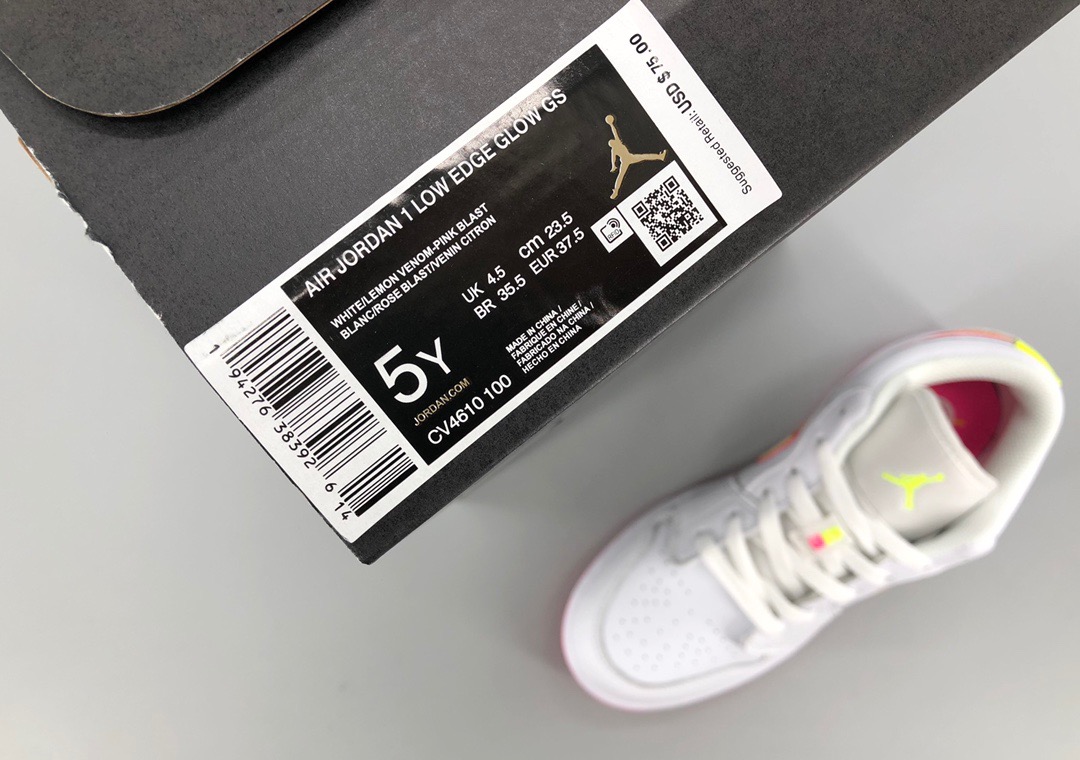 AIR JORDAN 1 LOW EDGE GLOW GS
WHITE/LEMON VENOM-PINK BLAST
BLANC/ROSE BLAST/VENIN CITRON
UK 4.5 cm 23.5
BR 35.5 EUR 37.5
RFID
5Y
JORDAN.COM
CV4610 100
MADE IN CHINA /
FABRIQUE EN CHINE /
FABRICADO NA CHINA /
HECHO EN CHINA
1 94276 38392 6 14
Suggested Retail: USD $ 75.00